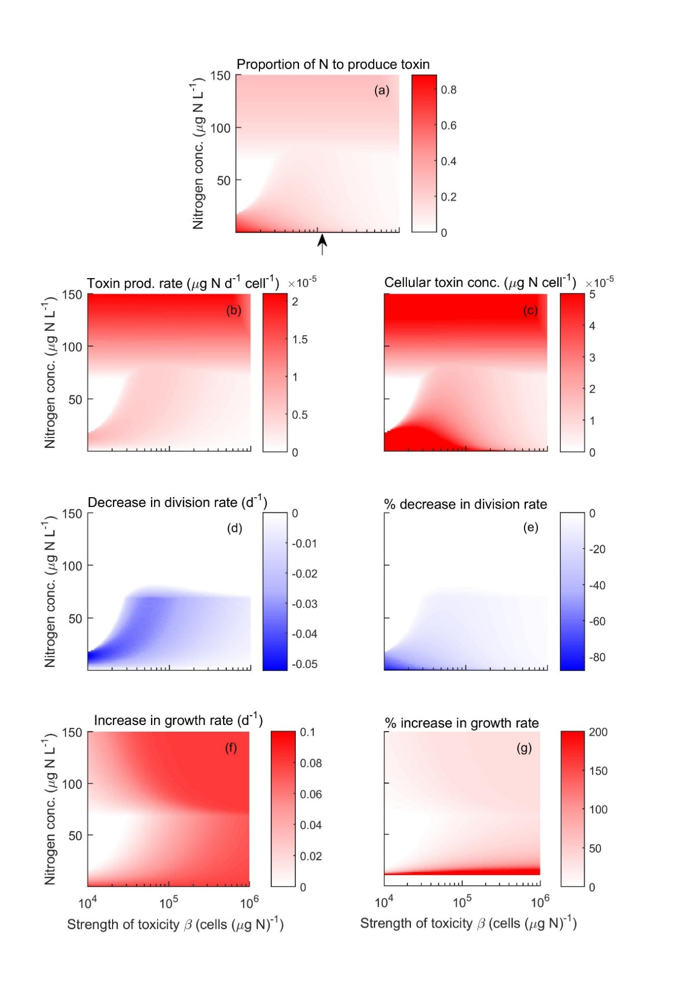 Proportion of N to produce toxin
150
100
50
Nitrogen conc. (μg N L⁻¹)
(a)
0.8
0.6
0.4
0.2
0
Toxin prod. rate (μg N d⁻¹ cell⁻¹) ×10⁻⁵
150
100
50
Nitrogen conc. (μg N L⁻¹)
(b)
2
1.5
1
0.5
0
Cellular toxin conc. (μg N cell⁻¹) ×10⁻⁵
(c)
5
4
3
2
1
0
Decrease in division rate (d⁻¹)
150
100
50
Nitrogen conc. (μg N L⁻¹)
(d)
0
-0.01
-0.02
-0.03
-0.04
-0.05
% decrease in division rate
(e)
0
-20
-40
-60
-80
Increase in growth rate (d⁻¹)
150
100
50
Nitrogen conc. (μg N L⁻¹)
(f)
0.1
0.08
0.06
0.04
0.02
0
10⁴ 10⁵ 10⁶
Strength of toxicity β (cells (μg N)⁻¹)
% increase in growth rate
(g)
200
150
100
50
0
10⁴ 10⁵ 10⁶
Strength of toxicity β (cells (μg N)⁻¹)